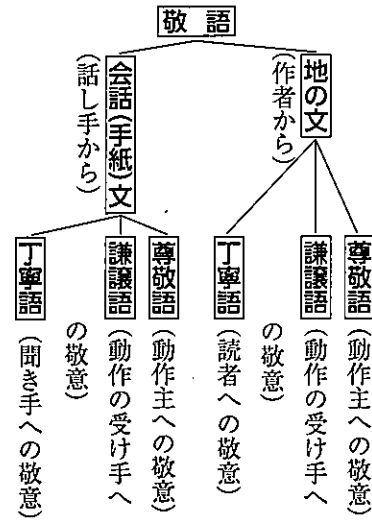 敬語
地の文
(作者から)
尊敬語
(動作主への敬意)
謙譲語
(動作の受け手へ
の敬意)
丁寧語
(読者への敬意)
会話(手紙)文
(話し手から)
尊敬語
(動作主への敬意)
謙譲語
(動作の受け手へ
の敬意)
丁寧語
(聞き手への敬意)